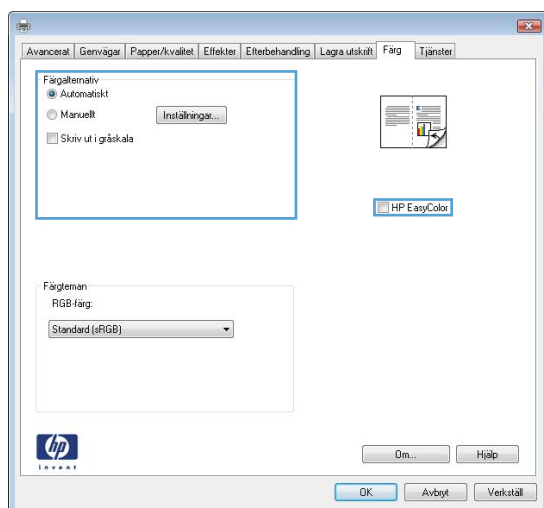 Avancerat Genvägar Papper/kvalitet Effekter Efterbehandling Lagra utskrift Färg Tjänster
Färgalternativ
Automatiskt
Manuellt Inställningar...
Skriv ut i gråskala
HP EasyColor
Färgteman
RGB-färg:
Standard (sRGB)
hp
invent
Om... Hjälp
OK Avbryt Verkställ